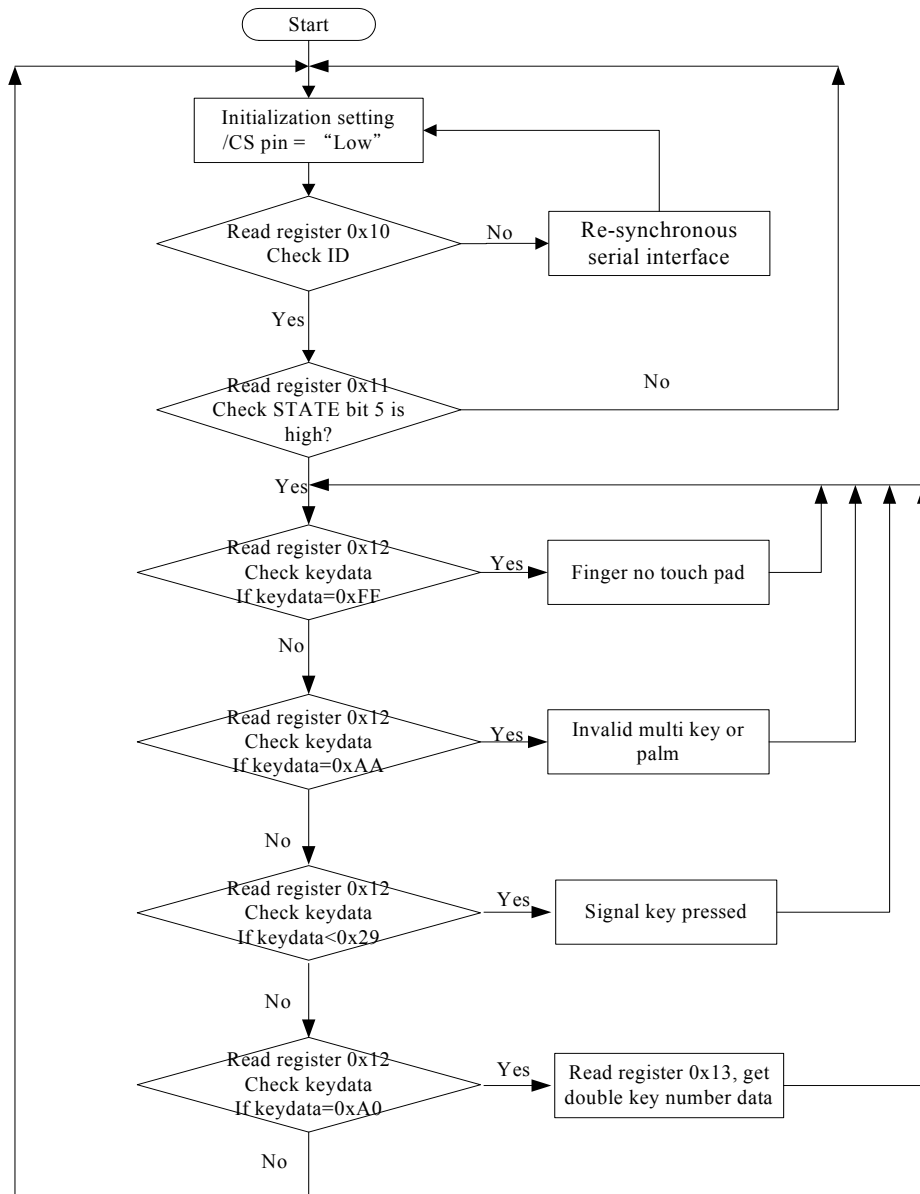 Start
Initialization setting
/CS pin = “Low”
Read register 0x10
Check ID
No
Re-synchronous
serial interface
Yes
Read register 0x11
Check STATE bit 5 is
high?
No
Yes
Read register 0x12
Check keydata
If keydata=0xFF
Yes
Finger no touch pad
No
Read register 0x12
Check keydata
If keydata=0xAA
Yes
Invalid multi key or
palm
No
Read register 0x12
Check keydata
If keydata<0x29
Yes
Signal key pressed
No
Read register 0x12
Check keydata
If keydata=0xA0
Yes
Read register 0x13, get
double key number data
No